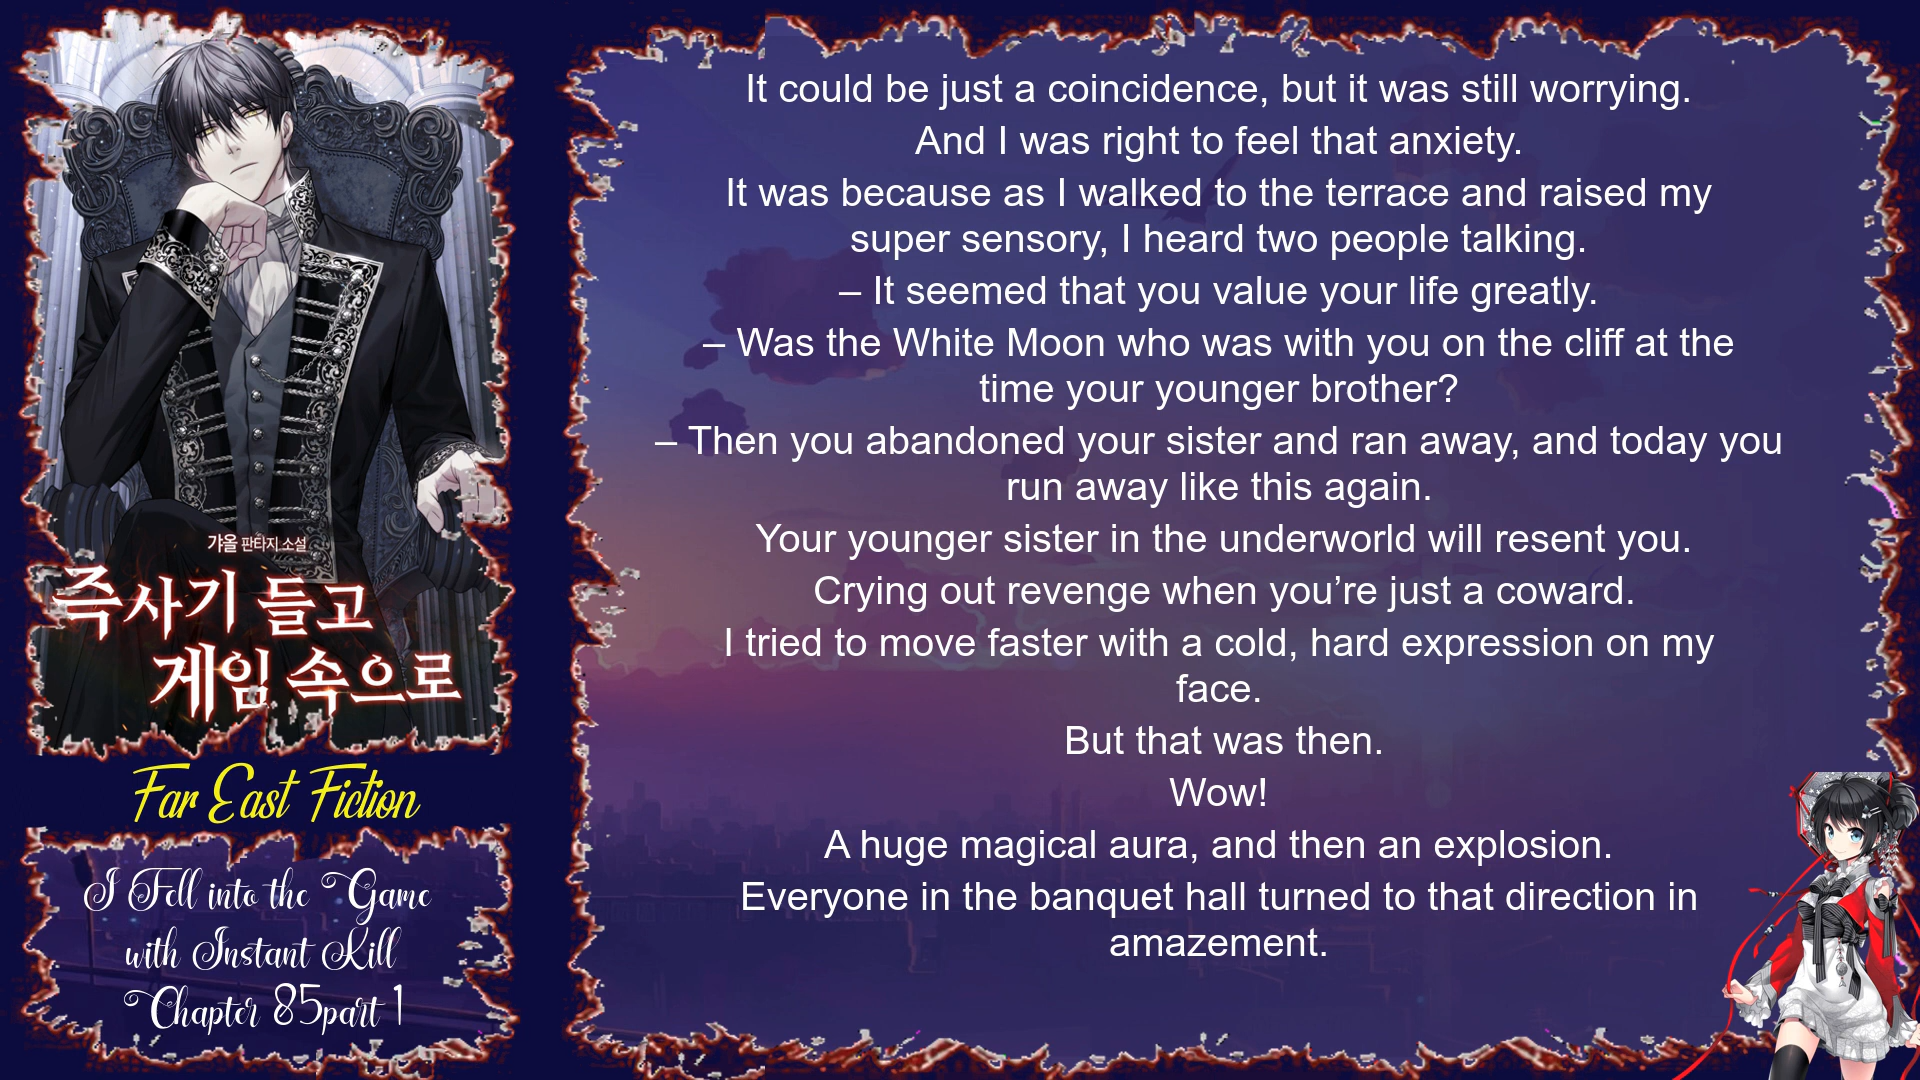 갸올 판타지 소설
즉사기 들고
게임 속으로
Far East Fiction
I Fell into the Game
with Instant Kill
Chapter 85part 1
It could be just a coincidence, but it was still worrying.
And I was right to feel that anxiety.
It was because as I walked to the terrace and raised my
super sensory, I heard two people talking.
– It seemed that you value your life greatly.
– Was the White Moon who was with you on the cliff at the
time your younger brother?
– Then you abandoned your sister and ran away, and today you
run away like this again.
Your younger sister in the underworld will resent you.
Crying out revenge when you’re just a coward.
I tried to move faster with a cold, hard expression on my
face.
But that was then.
Wow!
A huge magical aura, and then an explosion.
Everyone in the banquet hall turned to that direction in
amazement.